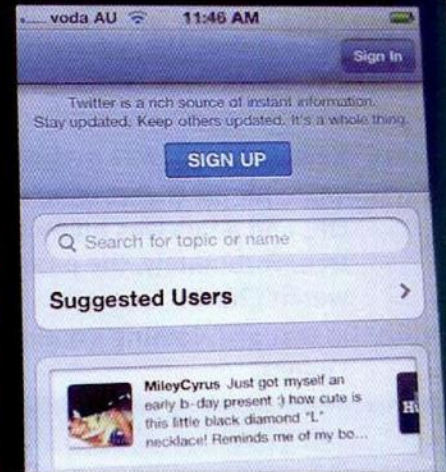 voda AU 11:46 AM
Sign In
Twitter is a rich source of instant information.
Stay updated. Keep others updated. It's a whole thing.
SIGN UP
Search for topic or name
Suggested Users
MileyCyrus Just got myself an
early b-day present :) how cute is
this little black diamond "L"
necklace! Reminds me of my bo...